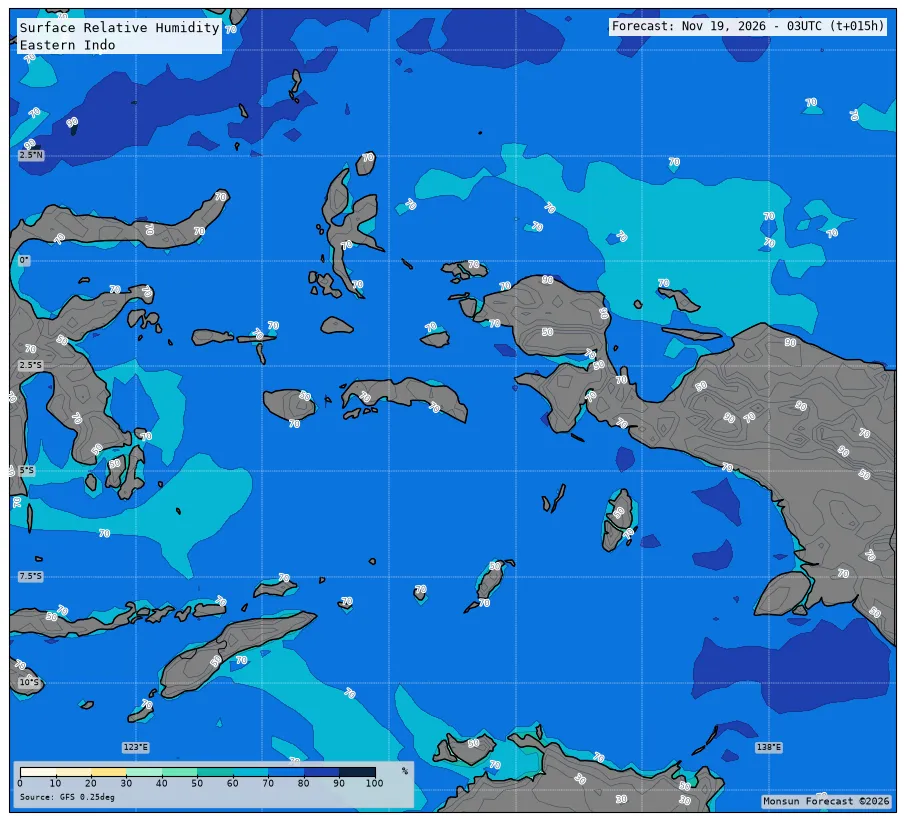 Surface Relative Humidity
Eastern Indo
Forecast: Nov 19, 2026 - 03UTC (t+015h)
2.5°N
0°
2.5°S
5°S
7.5°S
10°S
123°E
138°E
0 10 20 30 40 50 60 70 80 90 100 %
Source: GFS 0.25deg
Monsun Forecast ©2026